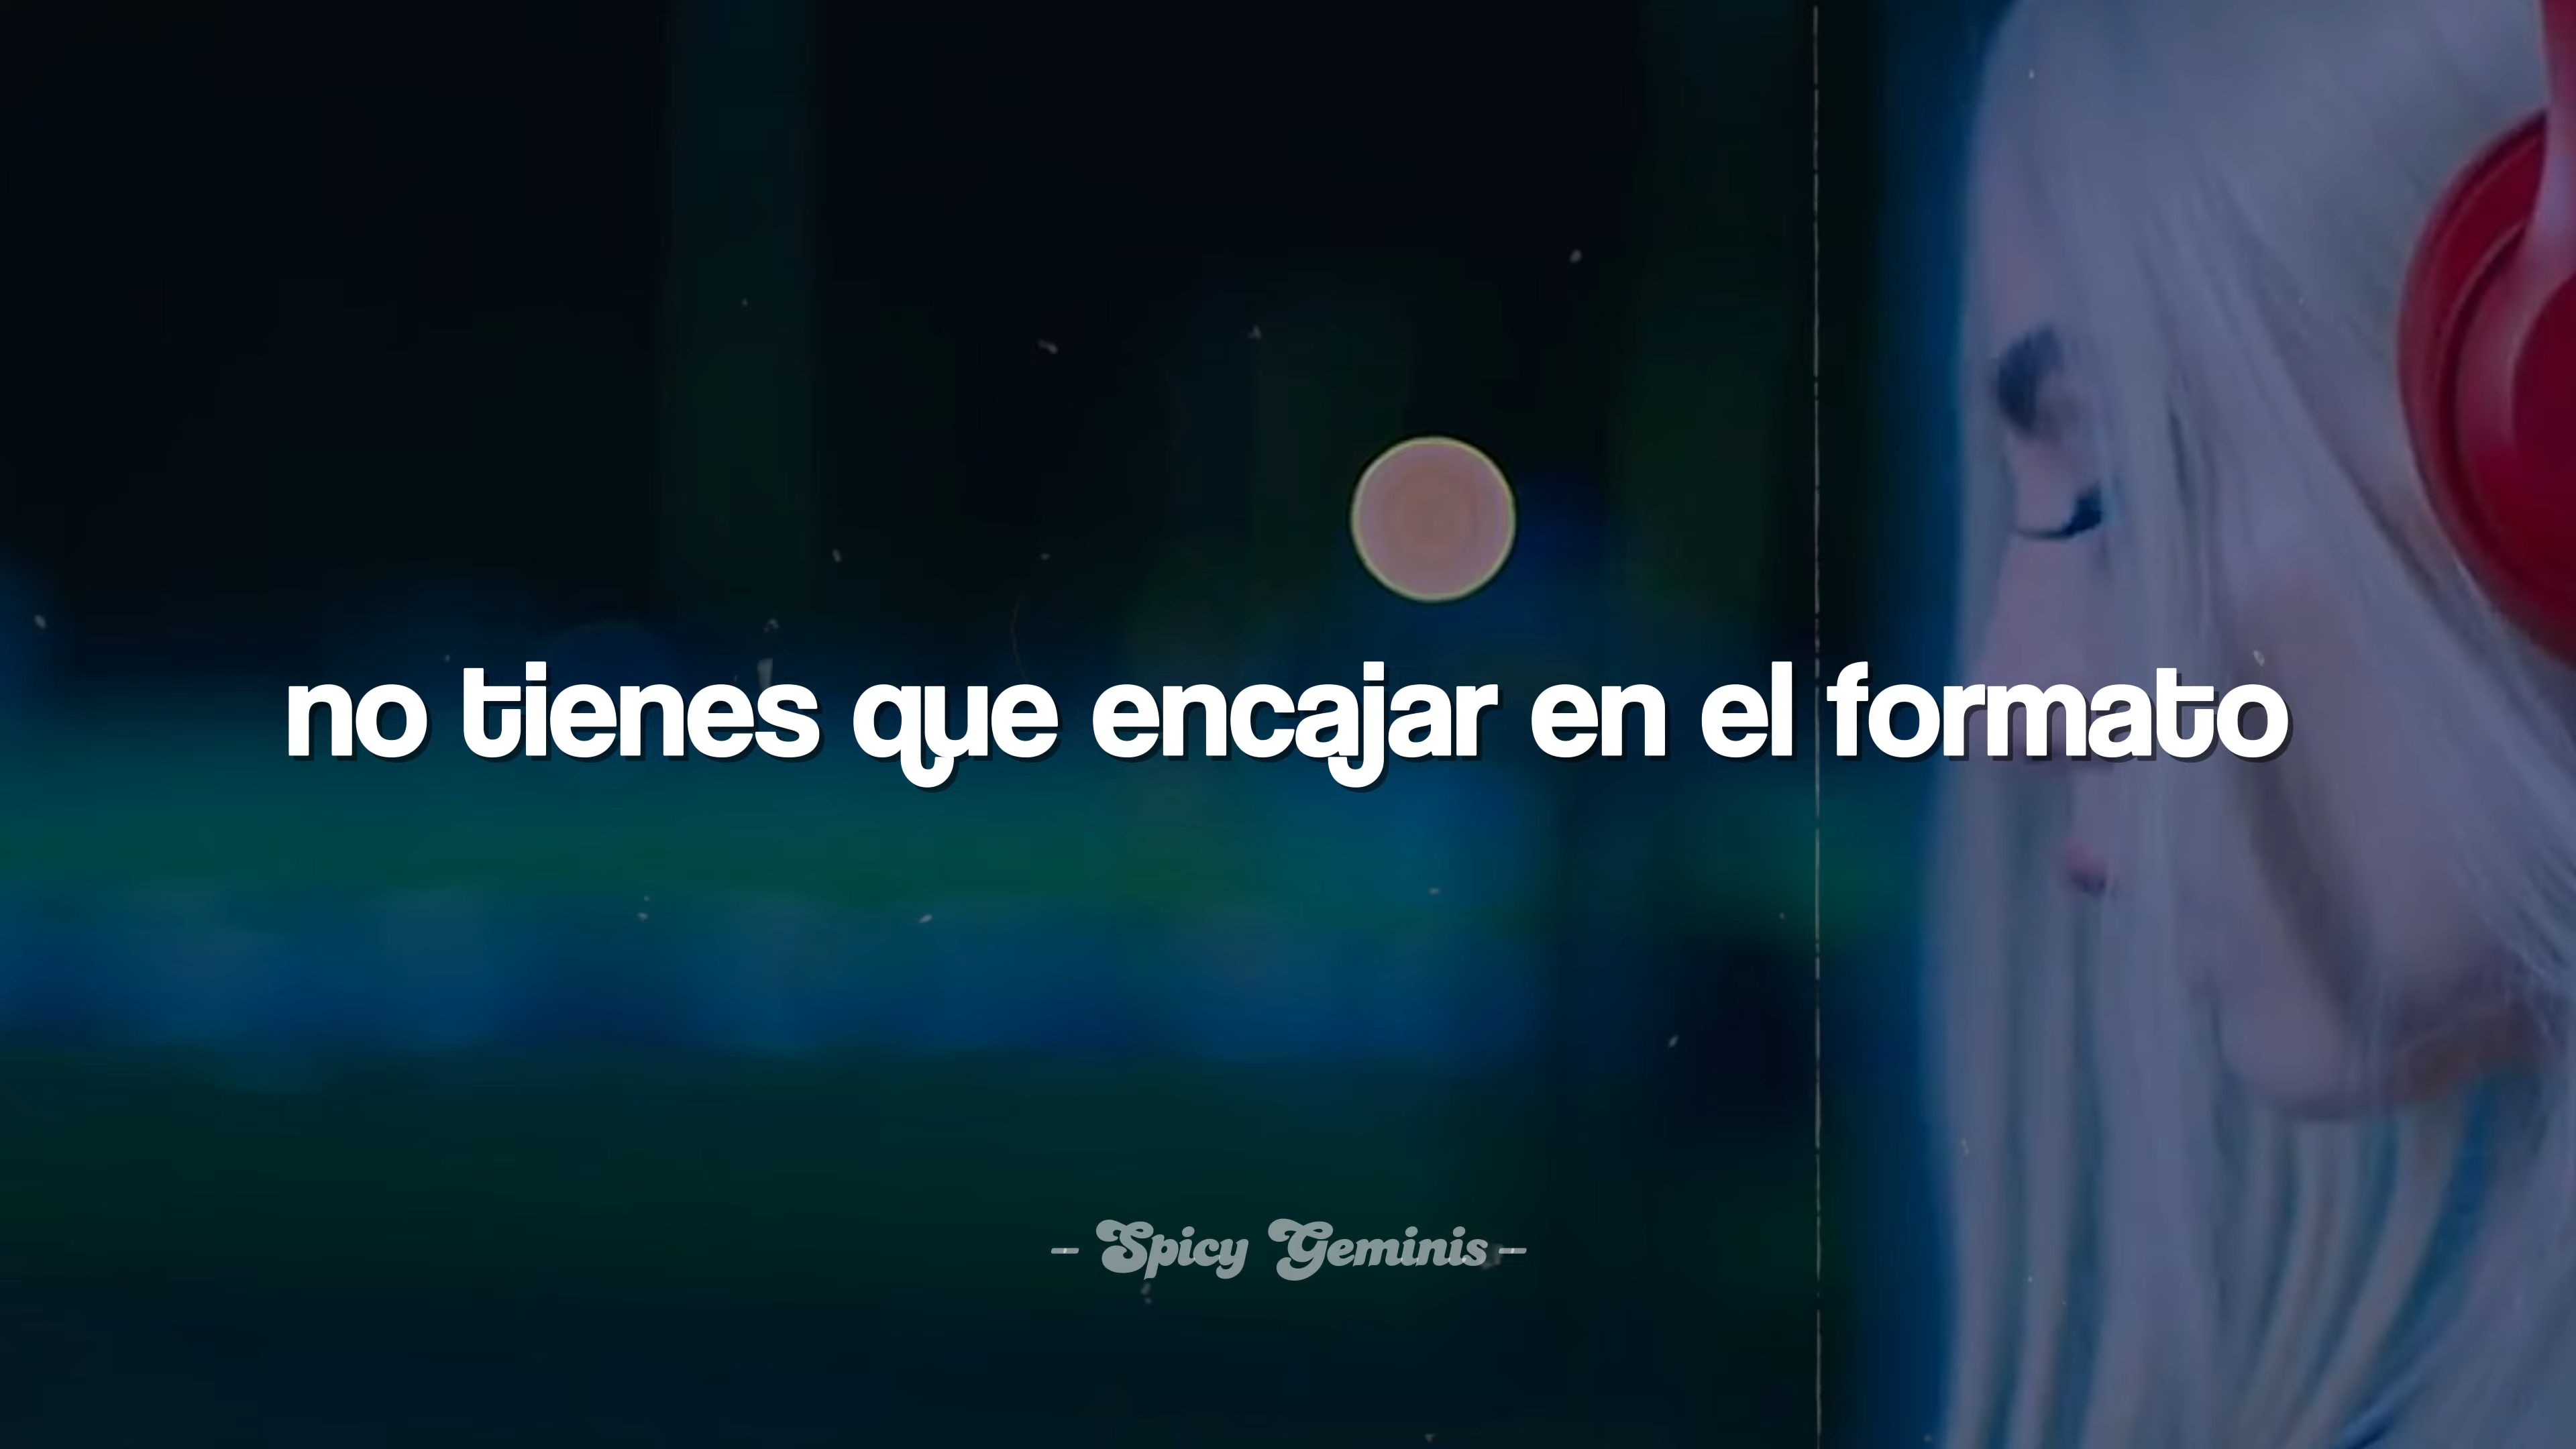 no tienes que encajar en el formato
- Spicy Geminis -